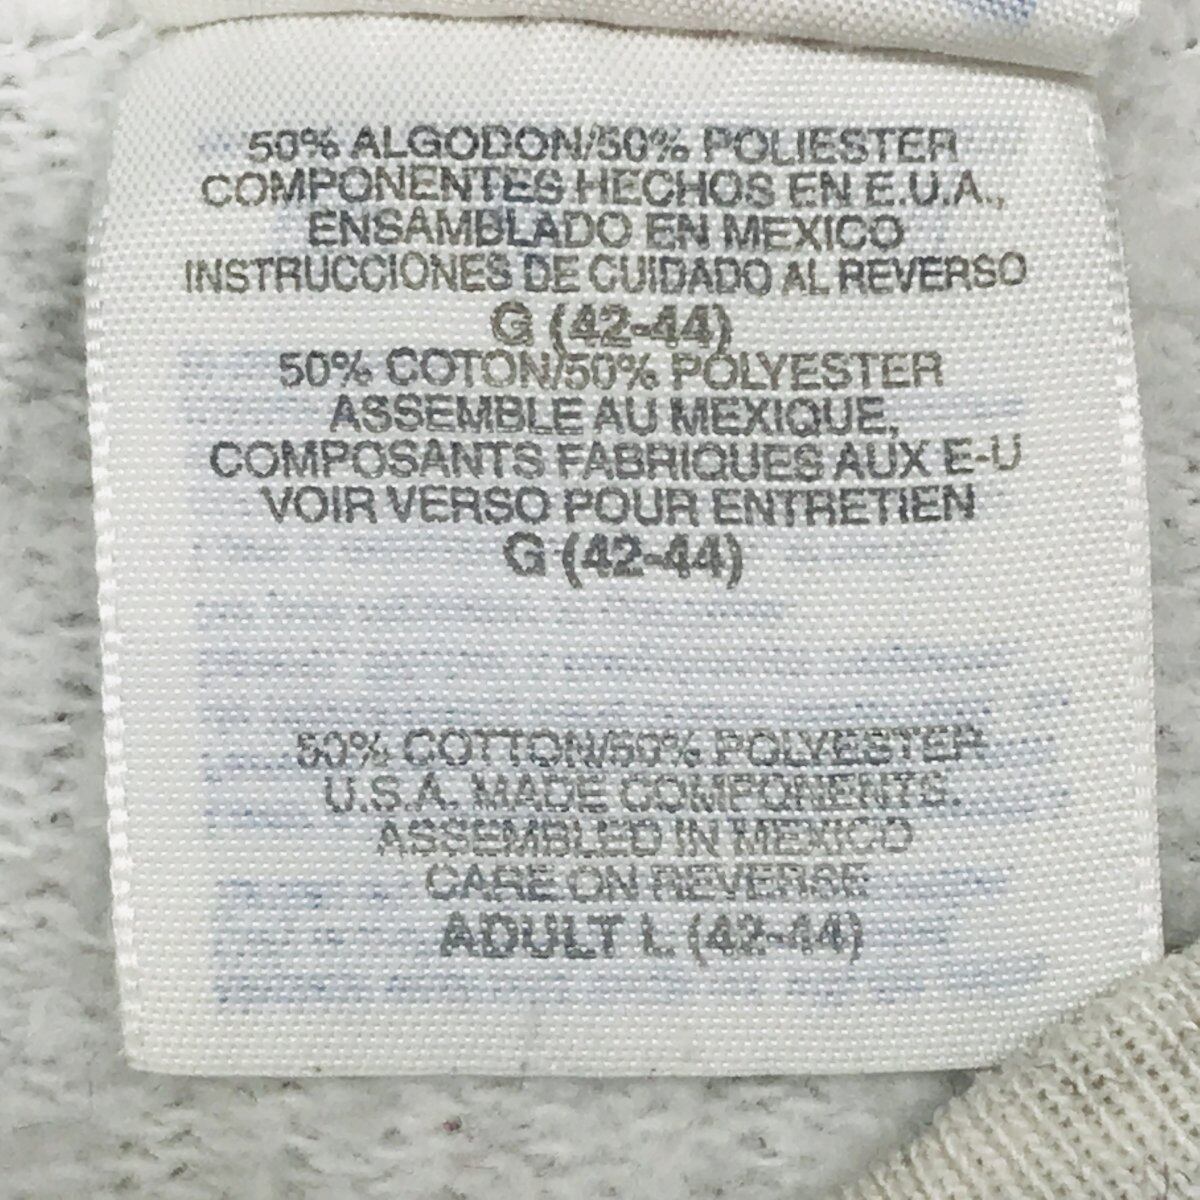 50% ALGODON/50% POLIESTER
COMPONENTES HECHOS EN E.U.A.,
ENSAMBLADO EN MEXICO
INSTRUCCIONES DE CUIDADO AL REVERSO
G (42-44)
50% COTON/50% POLYESTER
ASSEMBLE AU MEXIQUE,
COMPOSANTS FABRIQUES AUX E-U
VOIR VERSO POUR ENTRETIEN
G (42-44)
50% COTTON/50% POLYESTER
U.S.A. MADE COMPONENTS.
ASSEMBLED IN MEXICO
CARE ON REVERSE
ADULT L (42-44)